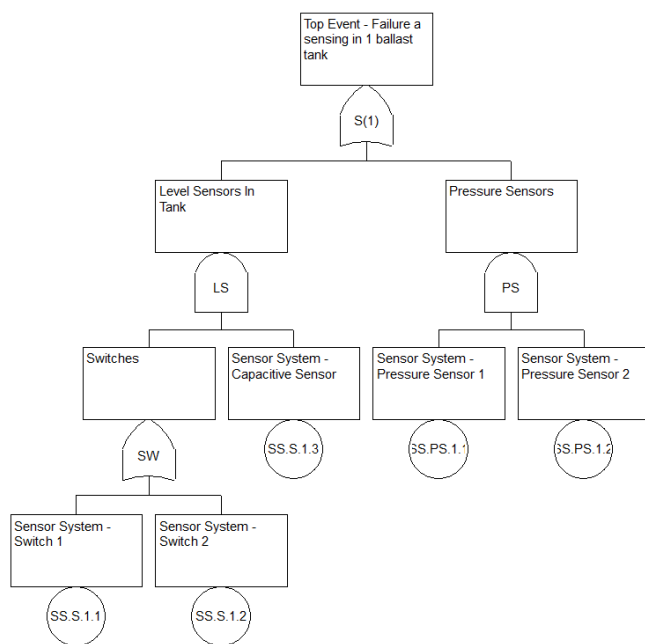 Top Event - Failure a
sensing in 1 ballast
tank
S(1)
Level Sensors In
Tank
Pressure Sensors
LS
PS
Switches
Sensor System -
Capacitive Sensor
Sensor System -
Pressure Sensor 1
Sensor System -
Pressure Sensor 2
SW
SS.S.1.3
SS.PS.1.1
SS.PS.1.2
Sensor System -
Switch 1
Sensor System -
Switch 2
SS.S.1.1
SS.S.1.2